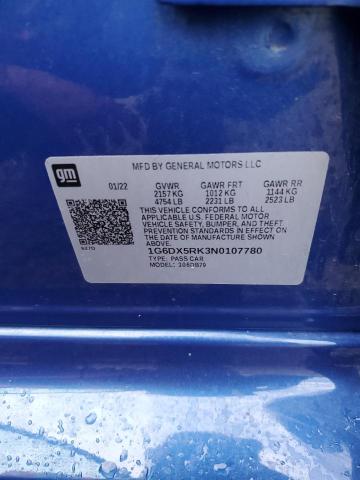 gm
MFD BY GENERAL MOTORS LLC
01/22 GVWR GAWR FRT GAWR RR
2157 KG 1012 KG 1144 KG
4754 LB 2231 LB 2523 LB
THIS VEHICLE CONFORMS TO ALL
APPLICABLE U.S. FEDERAL MOTOR
VEHICLE SAFETY, BUMPER, AND THEFT
PREVENTION STANDARDS IN EFFECT ON THE
DATE OF MANUFACTURE SHOWN ABOVE.
1G6DX5RK3N0107780
TYPE: PASS CAR
MODEL: